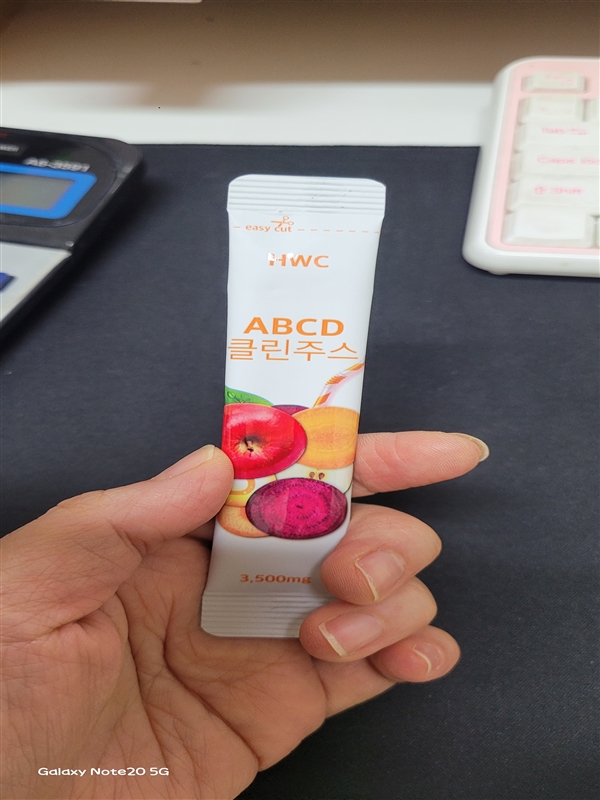 easy cut
HWC
ABCD
클린주스
3,500mg
Galaxy Note20 5G